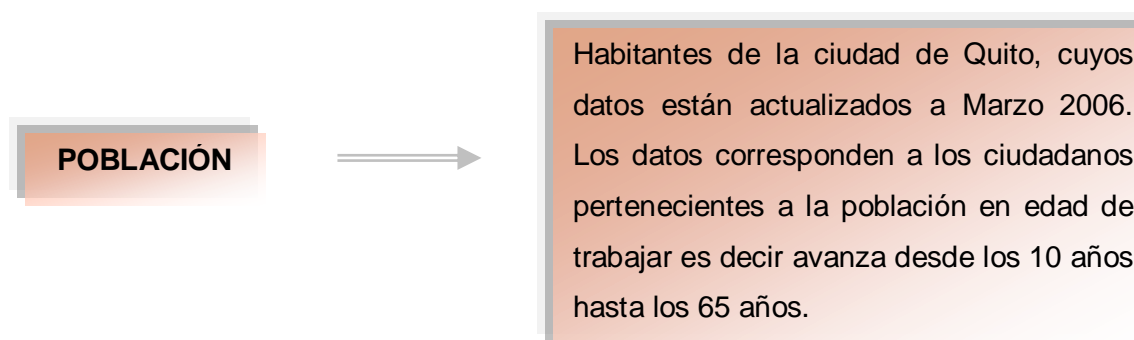 POBLACIÓN
Habitantes de la ciudad de Quito, cuyos
datos están actualizados a Marzo 2006.
Los datos corresponden a los ciudadanos
pertenecientes a la población en edad de
trabajar es decir avanza desde los 10 años
hasta los 65 años.